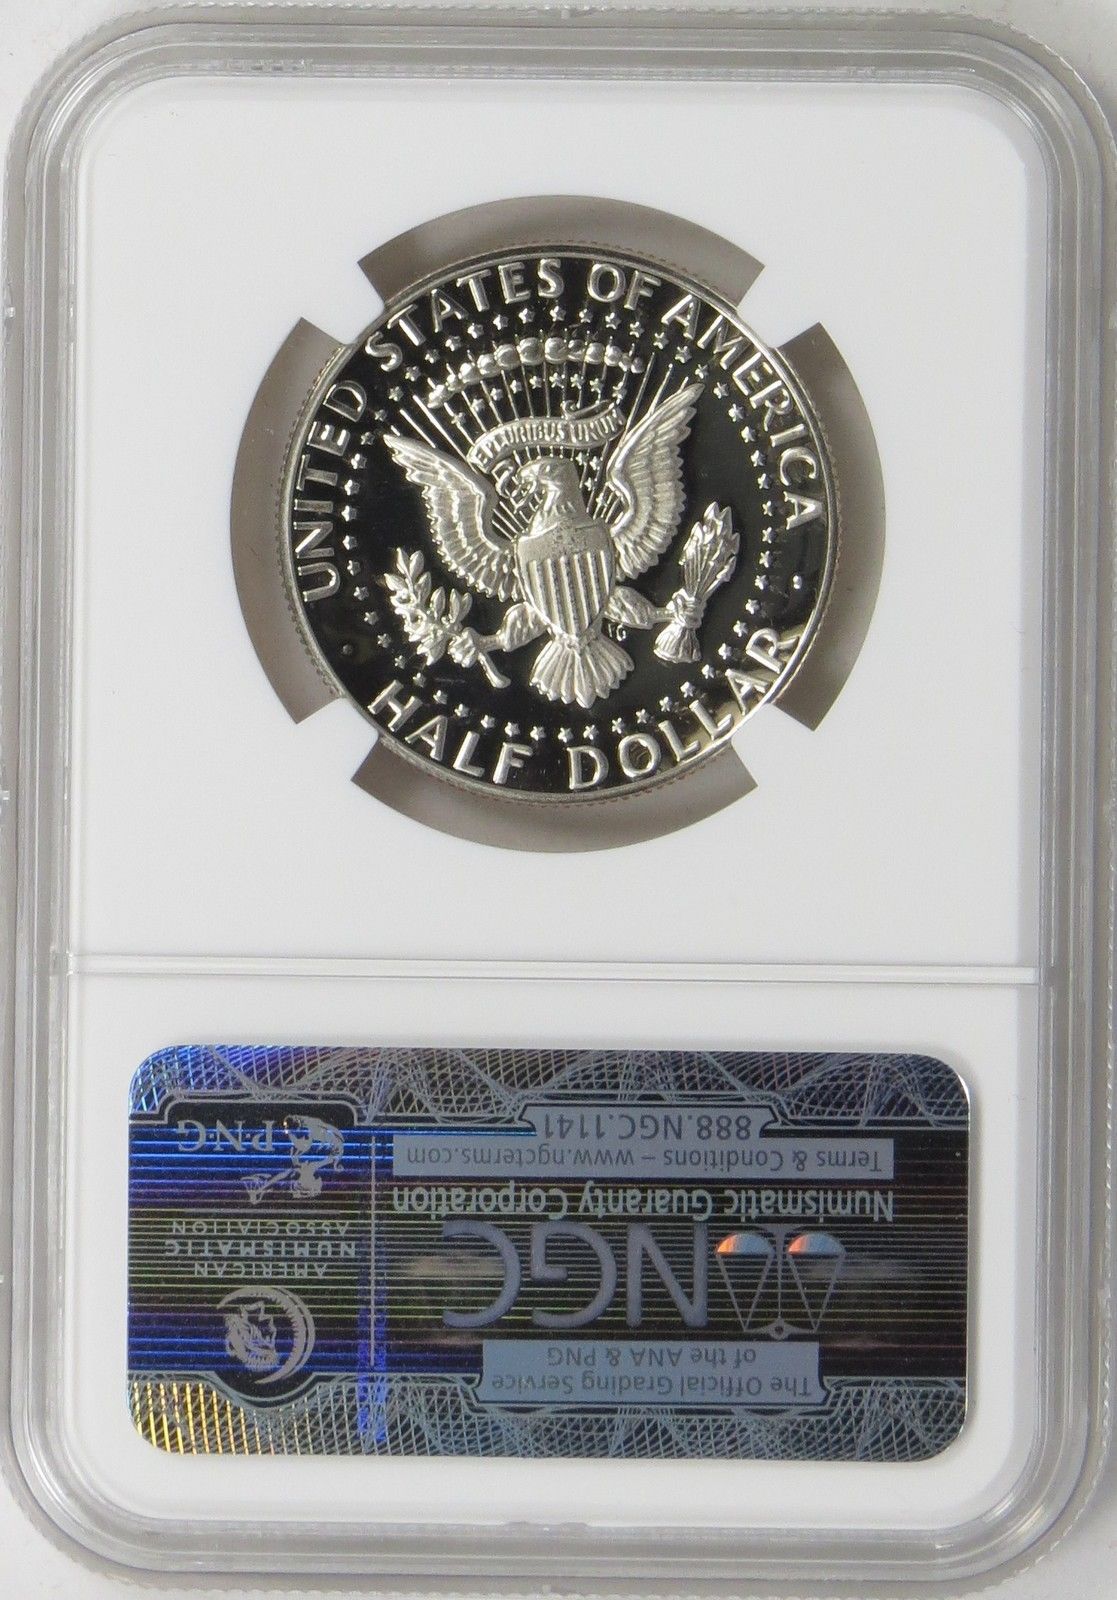 UNITED STATES OF AMERICA
E PLURIBUS UNUM
FG
HALF DOLLAR
The Official Grading Service
of the ANA & PNG
NGC
Numismatic Guaranty Corporation
Terms & Conditions – www.ngcterms.com
888.NGC.1141
AMERICAN
NUMISMATIC
ASSOCIATION
P·N·G